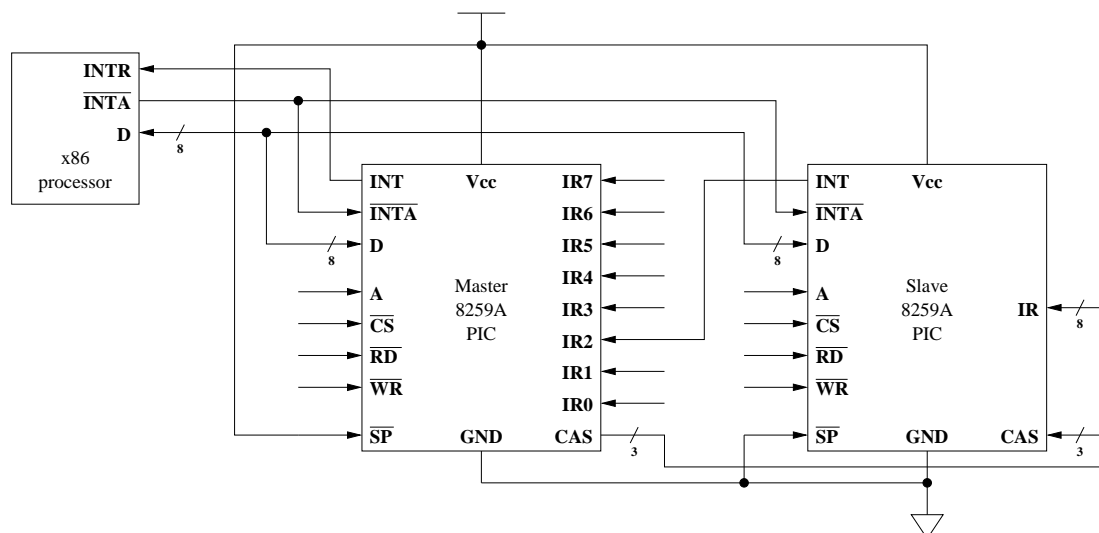 INTR
INTA
D
8
x86
processor
INT
Vcc
IR7
INTA
IR6
D
8
IR5
IR4
Master
8259A
PIC
A
IR3
CS
IR2
RD
IR1
WR
IR0
SP
GND
CAS
3
INT
Vcc
INTA
D
8
Slave
8259A
PIC
A
IR
8
CS
RD
WR
SP
GND
CAS
3